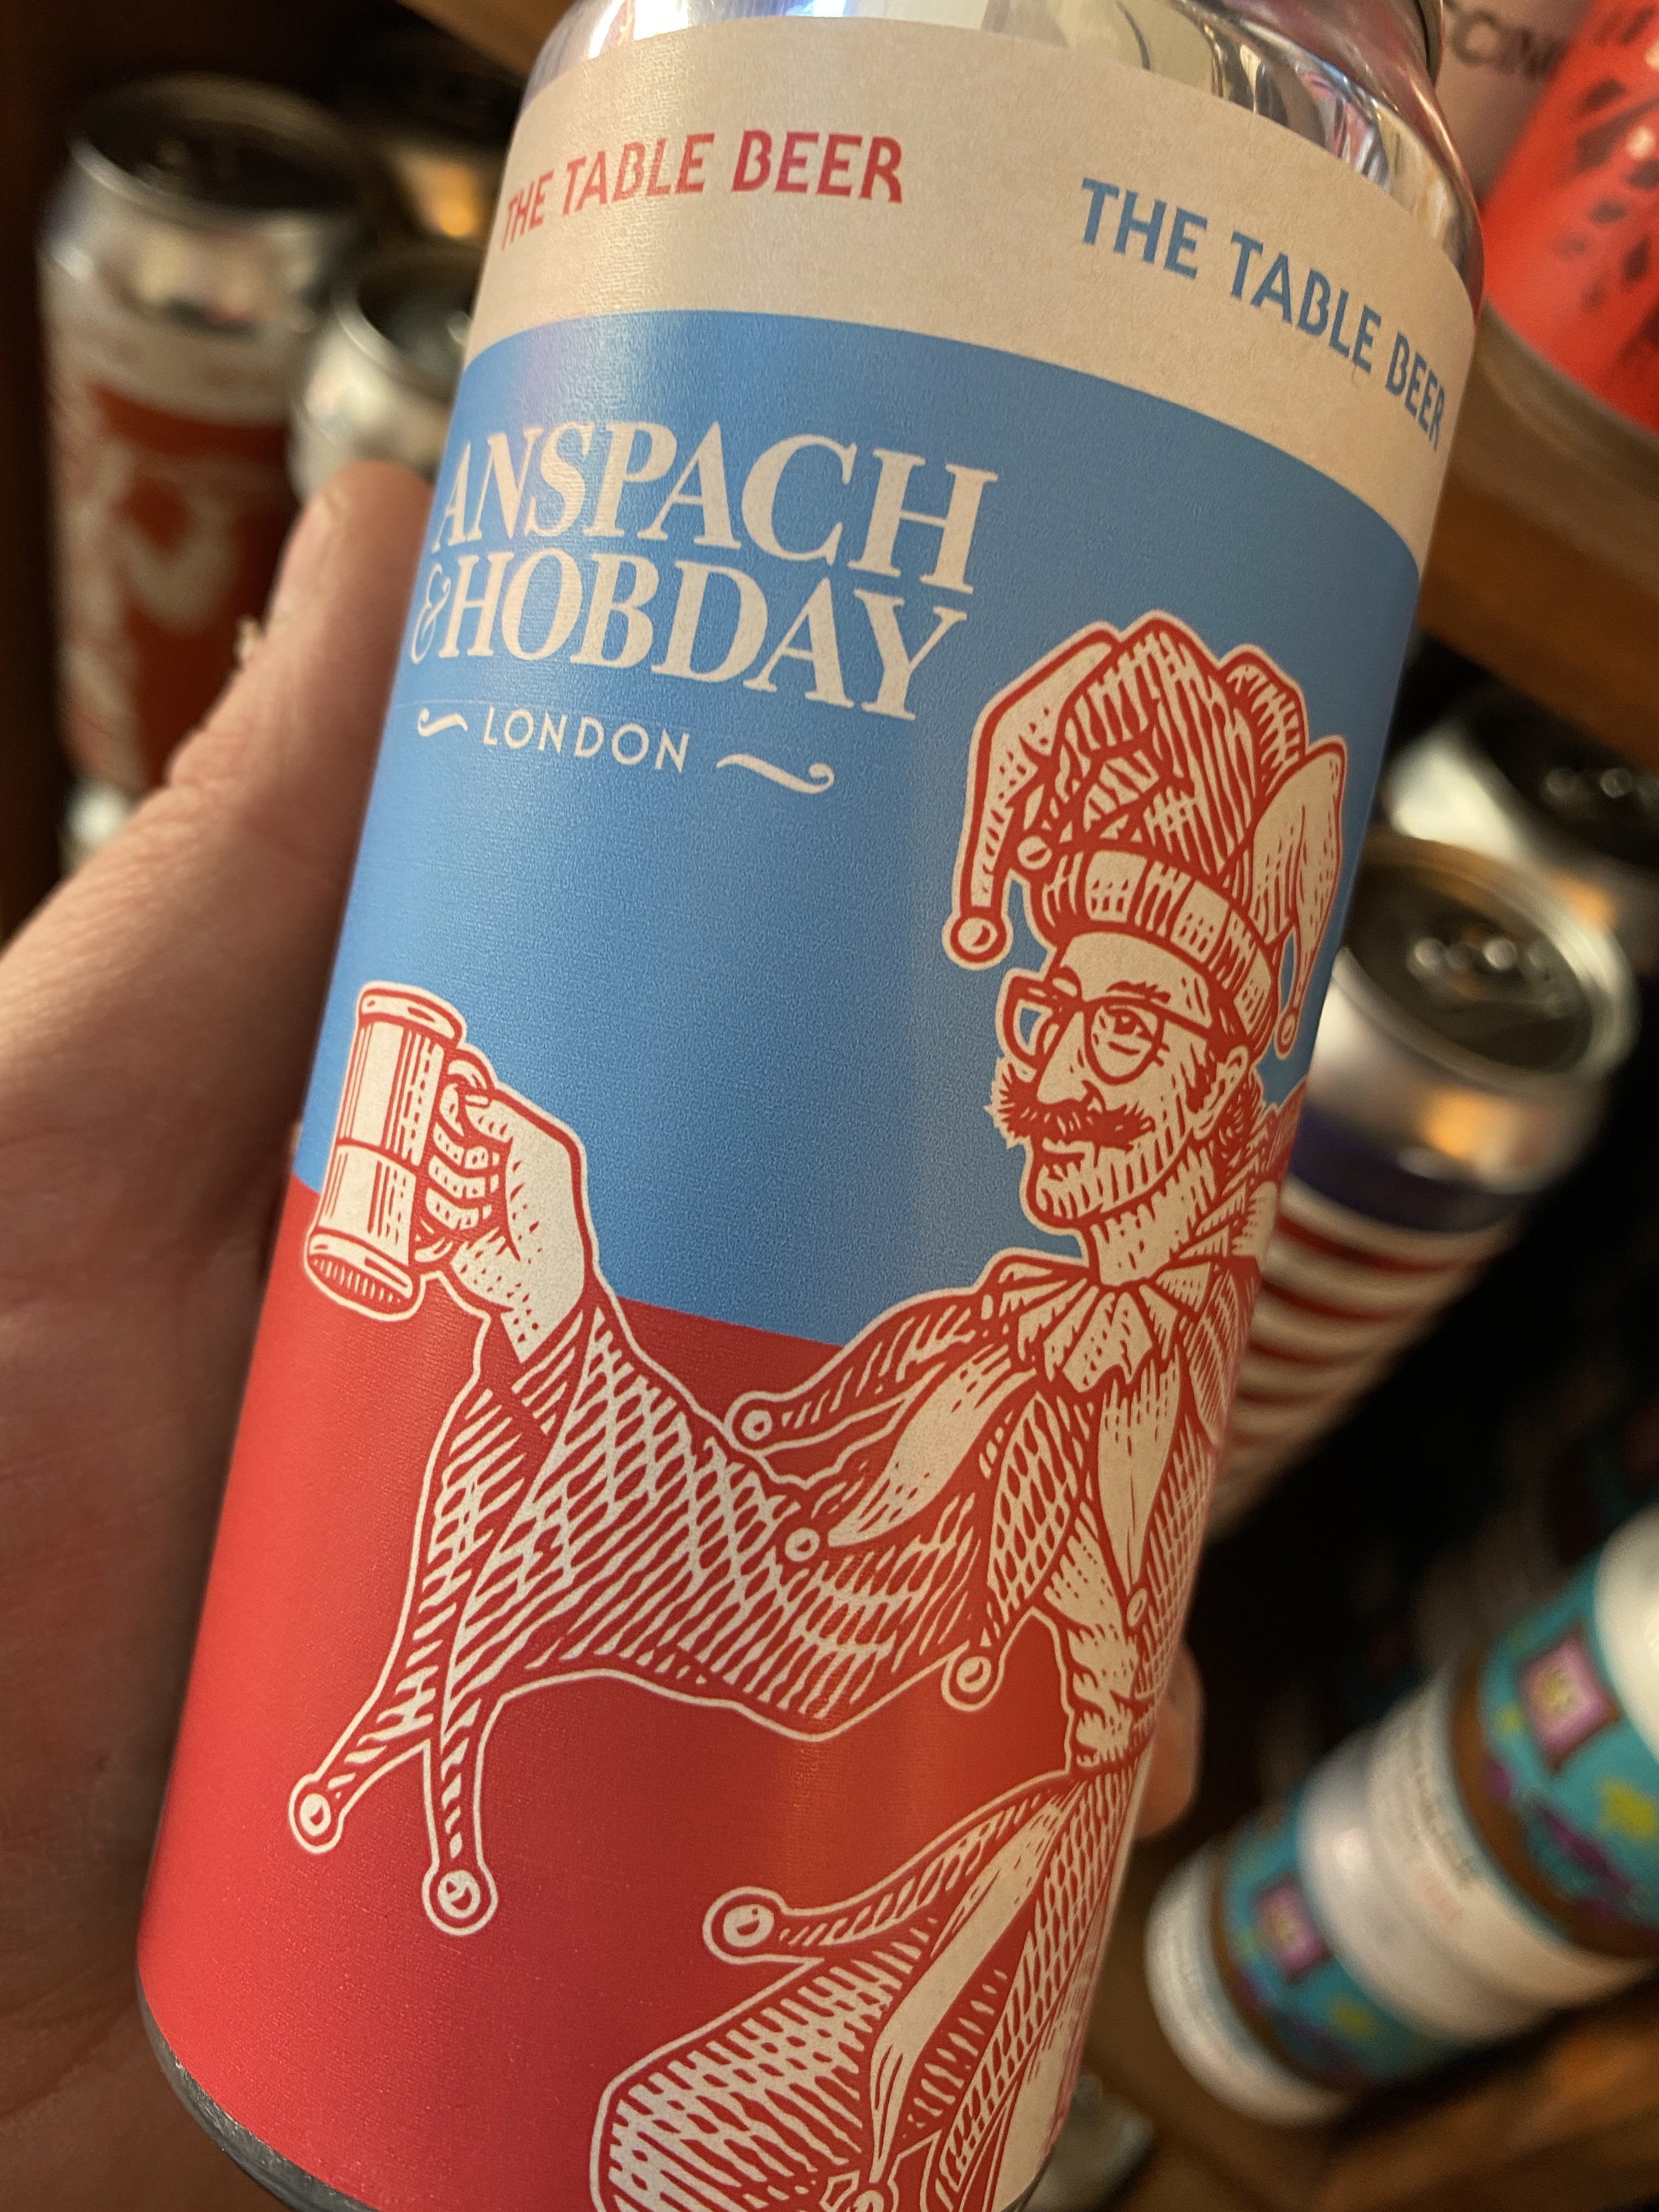 THE TABLE BEER
THE TABLE BEER
ANSPACH
& HOBDAY
LONDON